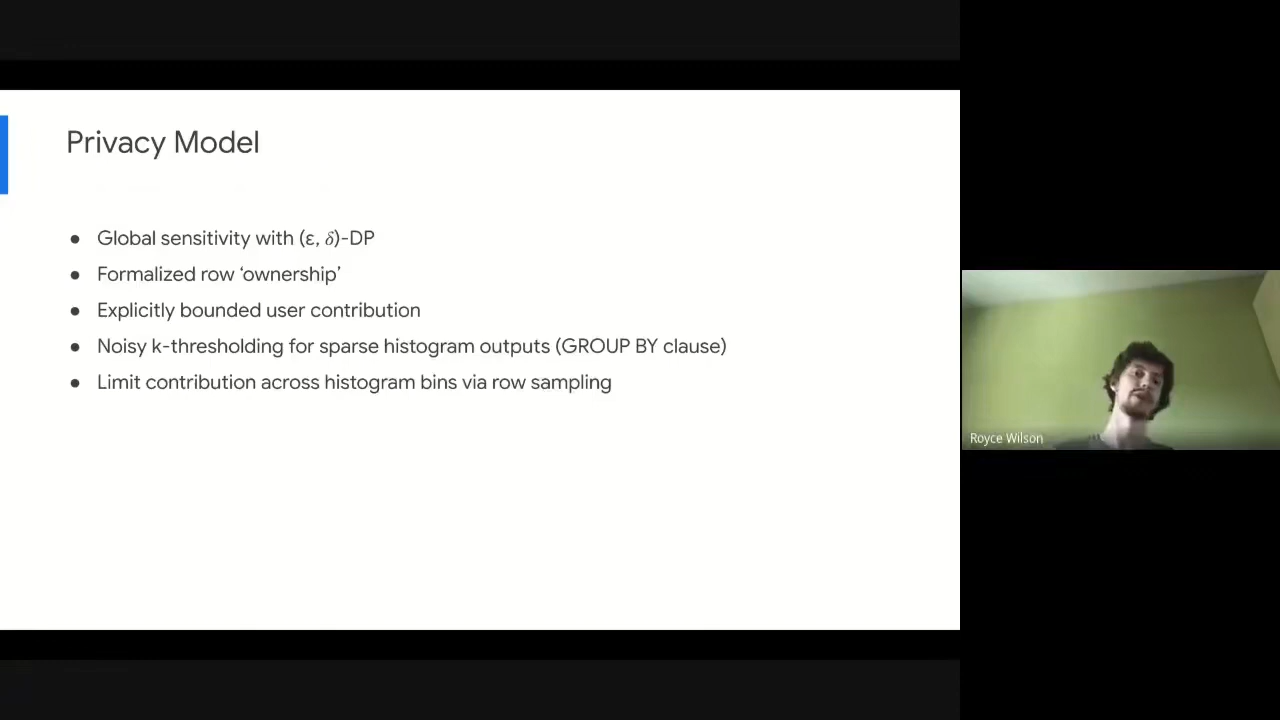 Privacy Model
● Global sensitivity with (ε, 𝛿)-DP
● Formalized row ‘ownership’
● Explicitly bounded user contribution
● Noisy k-thresholding for sparse histogram outputs (GROUP BY clause)
● Limit contribution across histogram bins via row sampling
Royce Wilson